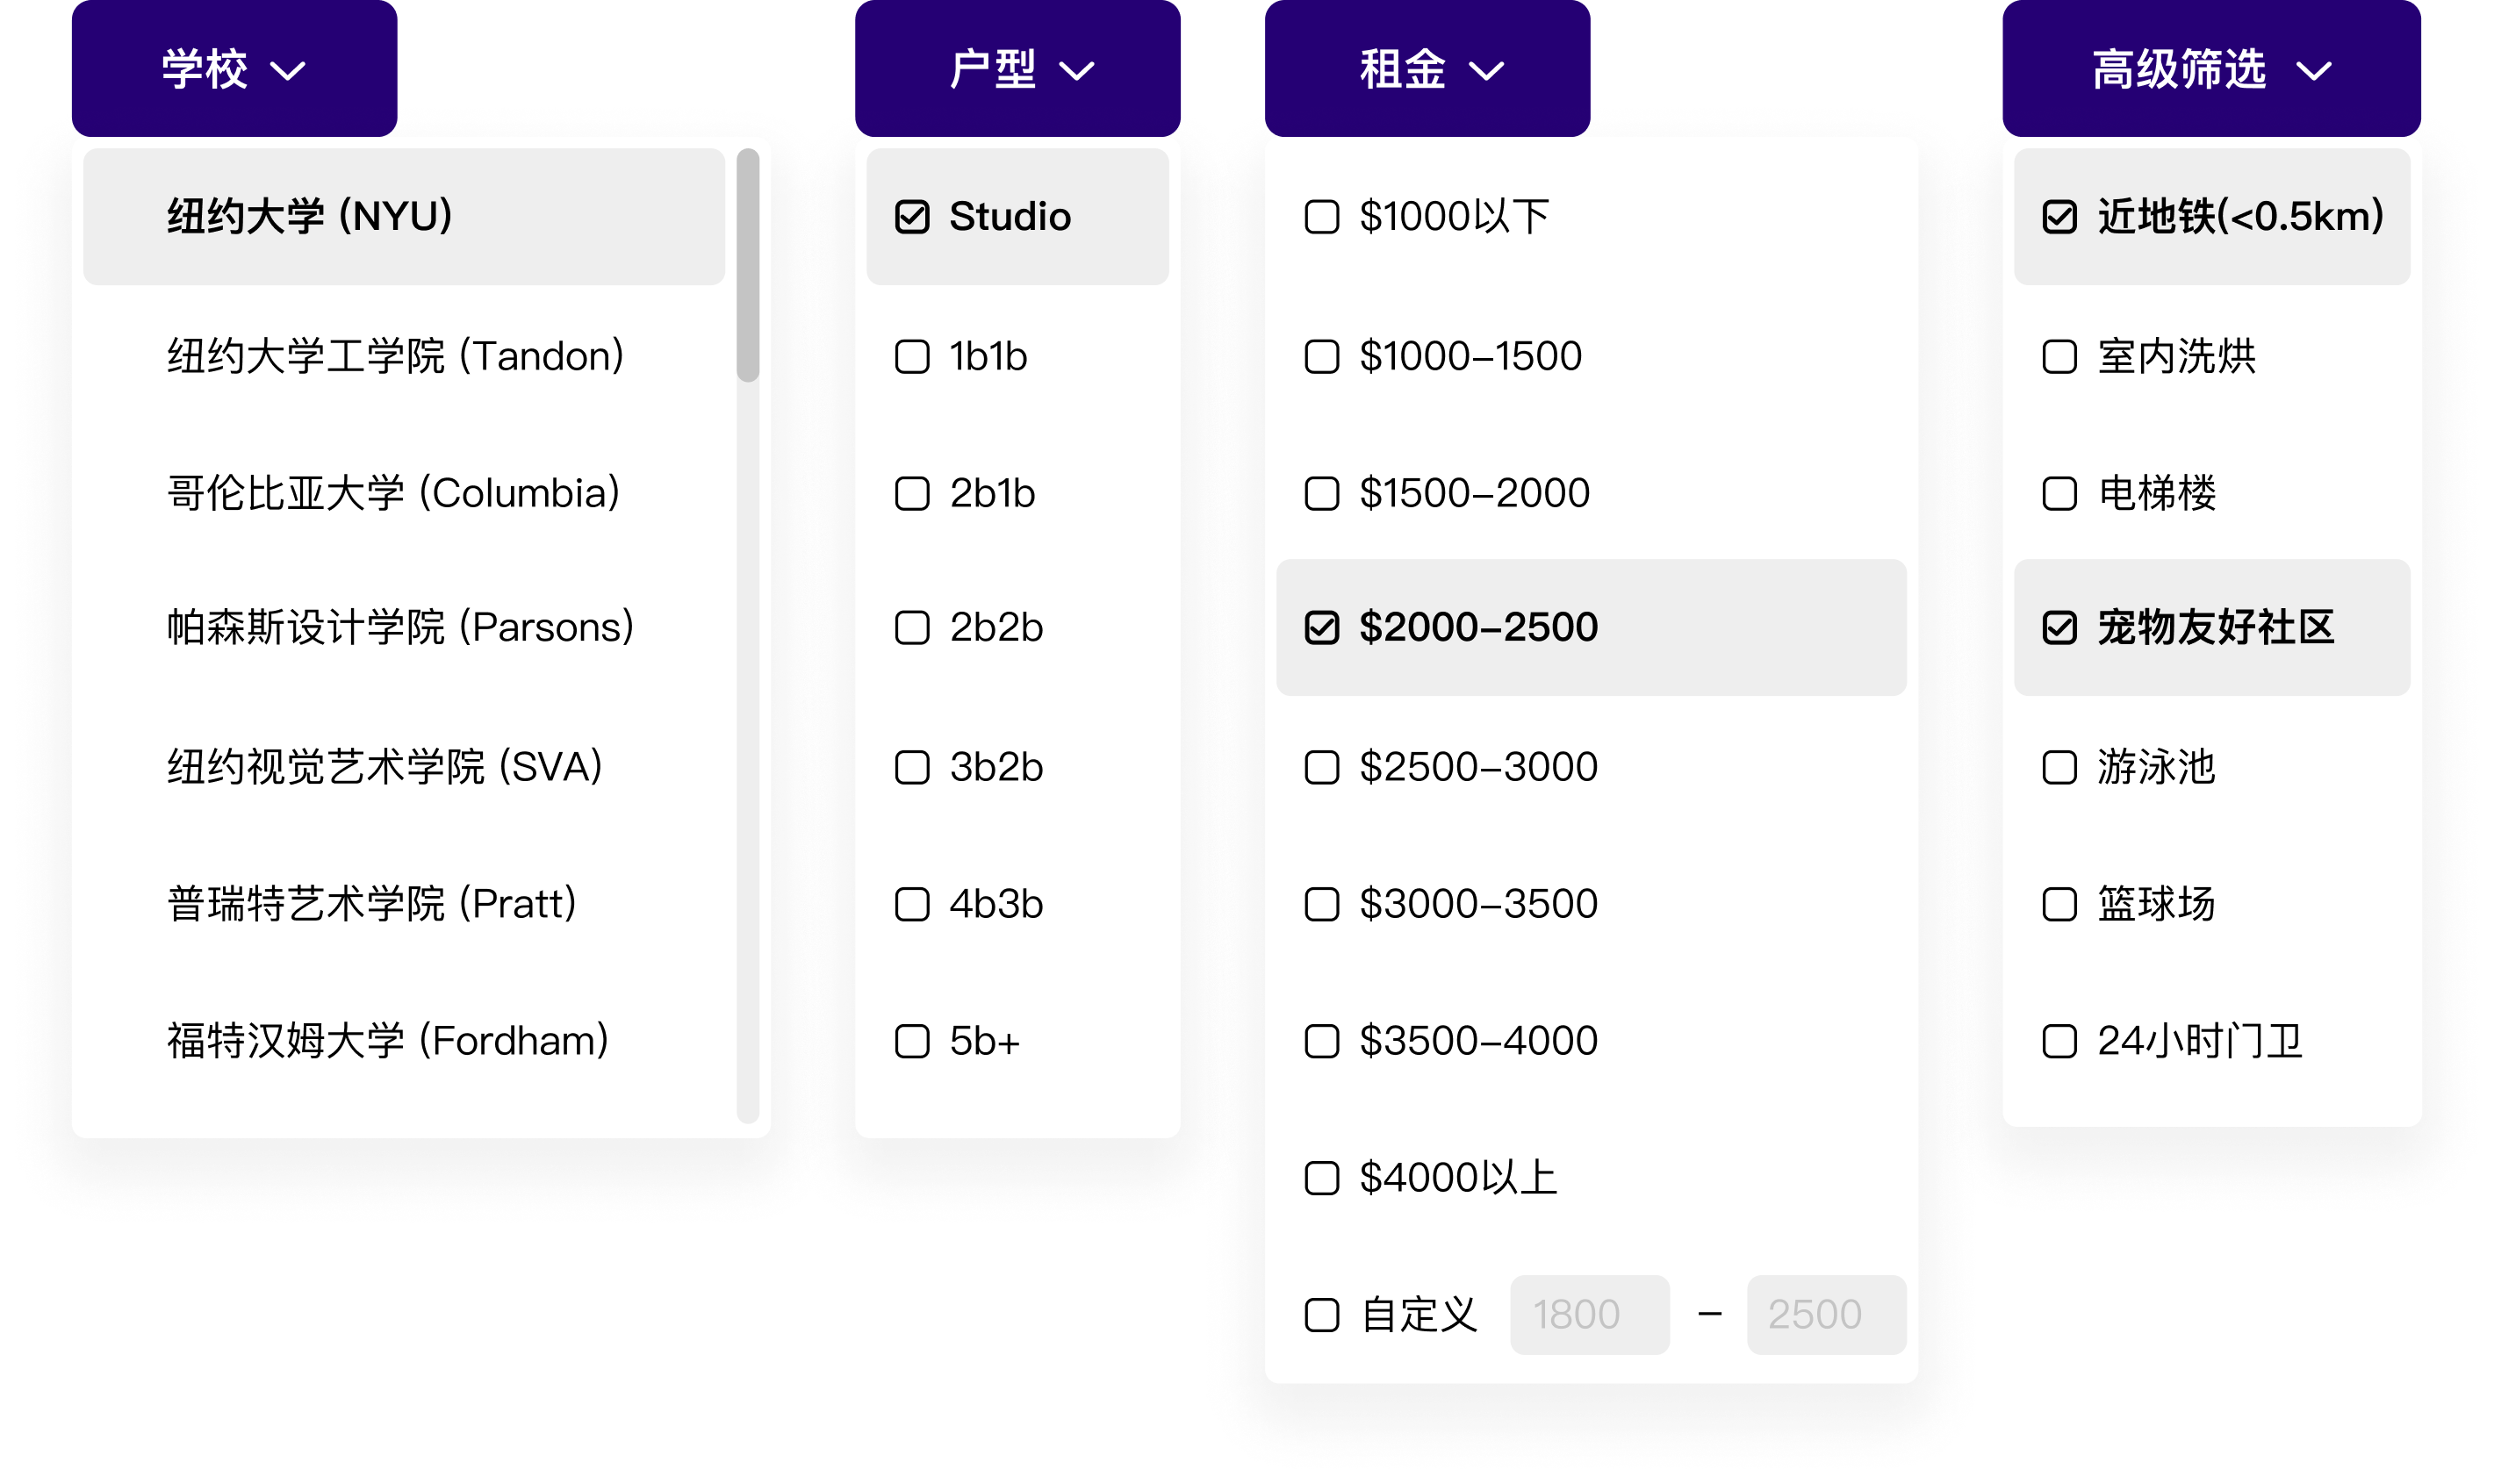 学校
纽约大学 (NYU)
纽约大学工学院 (Tandon)
哥伦比亚大学 (Columbia)
帕森斯设计学院 (Parsons)
纽约视觉艺术学院 (SVA)
普瑞特艺术学院 (Pratt)
福特汉姆大学 (Fordham)
户型
Studio
1b1b
2b1b
2b2b
3b2b
4b3b
5b+
租金
$1000以下
$1000–1500
$1500–2000
$2000–2500
$2500–3000
$3000–3500
$3500–4000
$4000以上
自定义 1800 – 2500
高级筛选
近地铁(<0.5km)
室内洗烘
电梯楼
宠物友好社区
游泳池
篮球场
24小时门卫